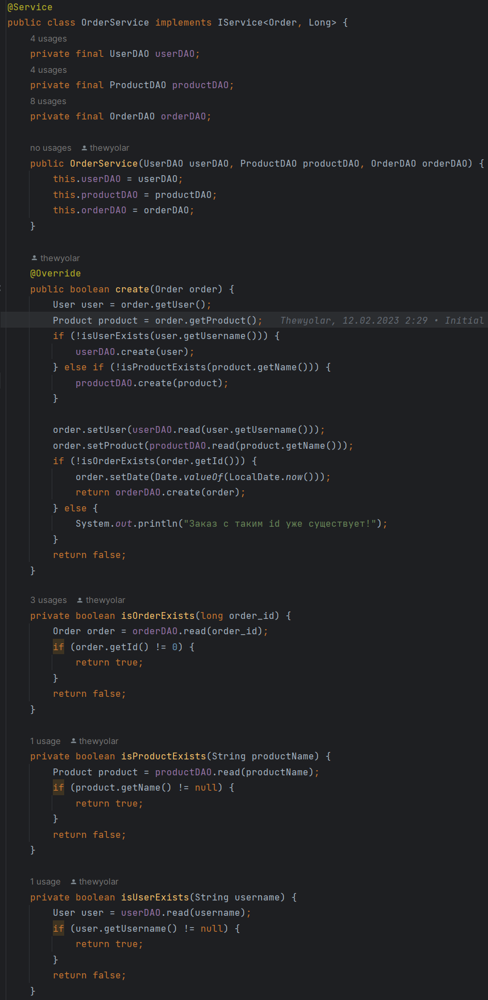 @Service
public class OrderService implements IService<Order, Long> {
4 usages
private final UserDAO userDAO;
4 usages
private final ProductDAO productDAO;
8 usages
private final OrderDAO orderDAO;
no usages thewyolar
public OrderService(UserDAO userDAO, ProductDAO productDAO, OrderDAO orderDAO) {
this.userDAO = userDAO;
this.productDAO = productDAO;
this.orderDAO = orderDAO;
}
thewyolar
@Override
public boolean create(Order order) {
User user = order.getUser();
Product product = order.getProduct(); Thewyolar, 12.02.2023 2:29 • Initial
if (!isUserExists(user.getUsername())) {
userDAO.create(user);
} else if (!isProductExists(product.getName())) {
productDAO.create(product);
}
order.setUser(userDAO.read(user.getUsername()));
order.setProduct(productDAO.read(product.getName()));
if (!isOrderExists(order.getId())) {
order.setDate(Date.valueOf(LocalDate.now()));
return orderDAO.create(order);
} else {
System.out.println("Заказ с таким id уже существует!");
}
return false;
}
3 usages thewyolar
private boolean isOrderExists(long order_id) {
Order order = orderDAO.read(order_id);
if (order.getId() != 0) {
return true;
}
return false;
}
1 usage thewyolar
private boolean isProductExists(String productName) {
Product product = productDAO.read(productName);
if (product.getName() != null) {
return true;
}
return false;
}
1 usage thewyolar
private boolean isUserExists(String username) {
User user = userDAO.read(username);
if (user.getUsername() != null) {
return true;
}
return false;
}